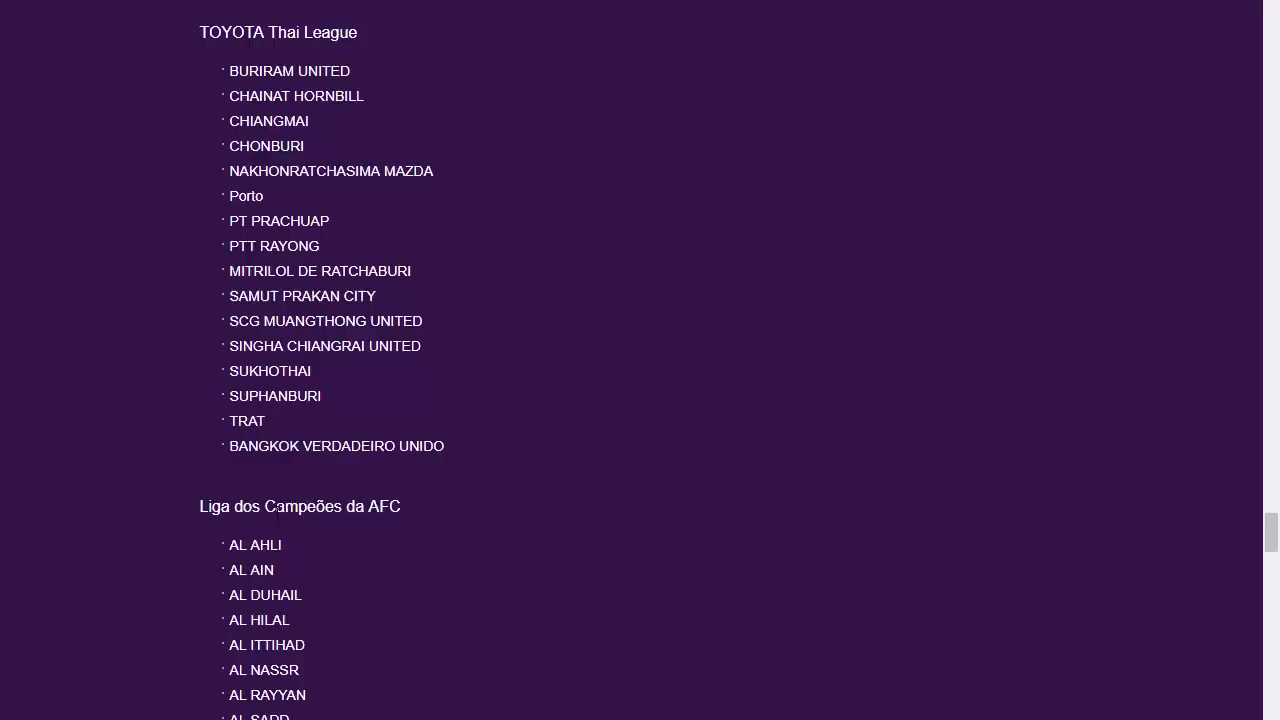 TOYOTA Thai League
BURIRAM UNITED
CHAINAT HORNBILL
CHIANGMAI
CHONBURI
NAKHONRATCHASIMA MAZDA
Porto
PT PRACHUAP
PTT RAYONG
MITRILOL DE RATCHABURI
SAMUT PRAKAN CITY
SCG MUANGTHONG UNITED
SINGHA CHIANGRAI UNITED
SUKHOTHAI
SUPHANBURI
TRAT
BANGKOK VERDADEIRO UNIDO
Liga dos Campeões da AFC
AL AHLI
AL AIN
AL DUHAIL
AL HILAL
AL ITTIHAD
AL NASSR
AL RAYYAN
AL SADD